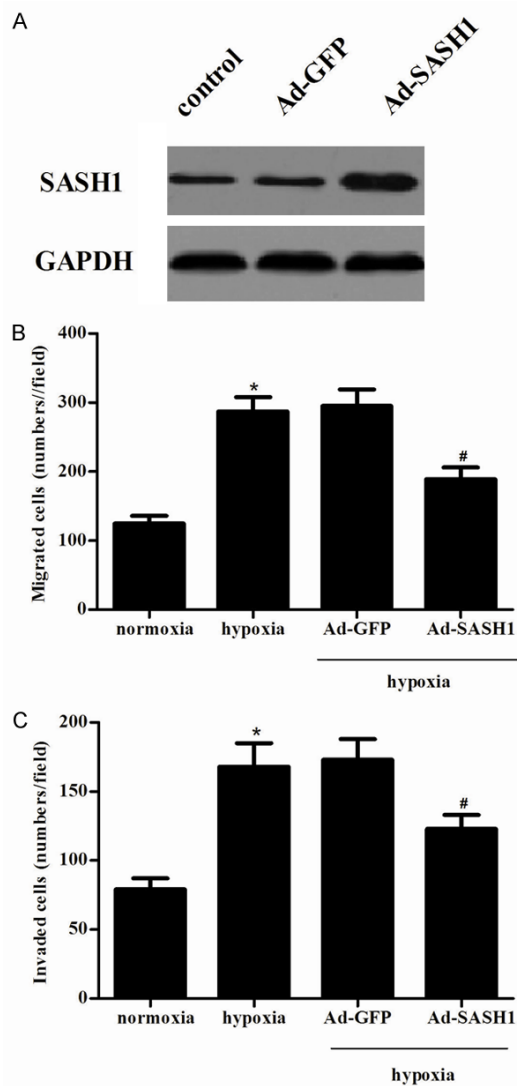 A
control Ad-GFP Ad-SASH1
SASH1
GAPDH
B
Migrated cells (numbers//field)
400
300
200
100
0
*
#
normoxia hypoxia Ad-GFP Ad-SASH1
hypoxia
C
Invaded cells (numbers/field)
200
150
100
50
0
*
#
normoxia hypoxia Ad-GFP Ad-SASH1
hypoxia